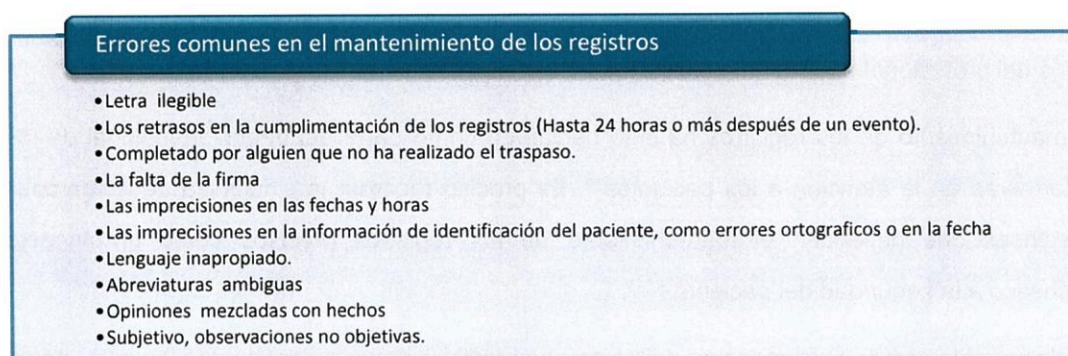 Errores comunes en el mantenimiento de los registros
•Letra ilegible
•Los retrasos en la cumplimentación de los registros (Hasta 24 horas o más después de un evento).
•Completado por alguien que no ha realizado el traspaso.
•La falta de la firma
•Las imprecisiones en las fechas y horas
•Las imprecisiones en la información de identificación del paciente, como errores ortograficos o en la fecha
•Lenguaje inapropiado.
•Abreviaturas ambiguas
•Opiniones mezcladas con hechos
•Subjetivo, observaciones no objetivas.